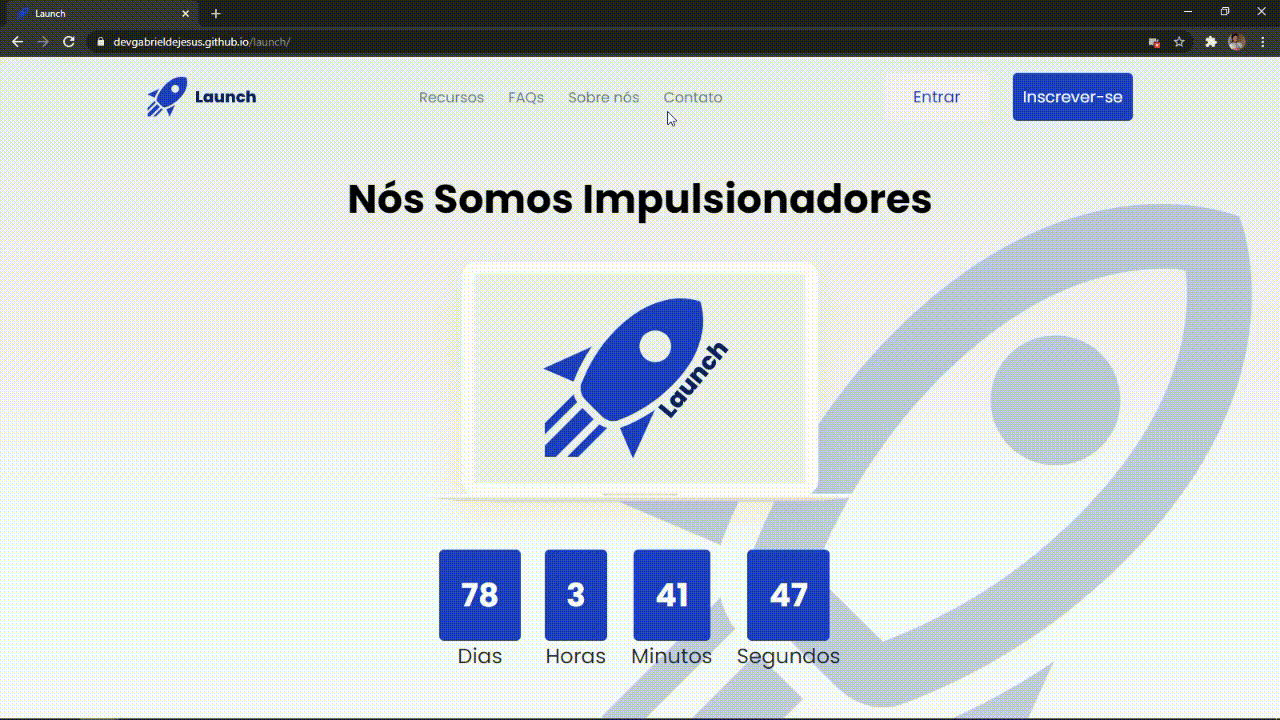 Launch
devgabrieldejesus.github.io/launch/
Launch
Recursos
FAQs
Sobre nós
Contato
Entrar
Inscrever-se
Nós Somos Impulsionadores
Launch
78
3
41
47
Dias
Horas
Minutos
Segundos